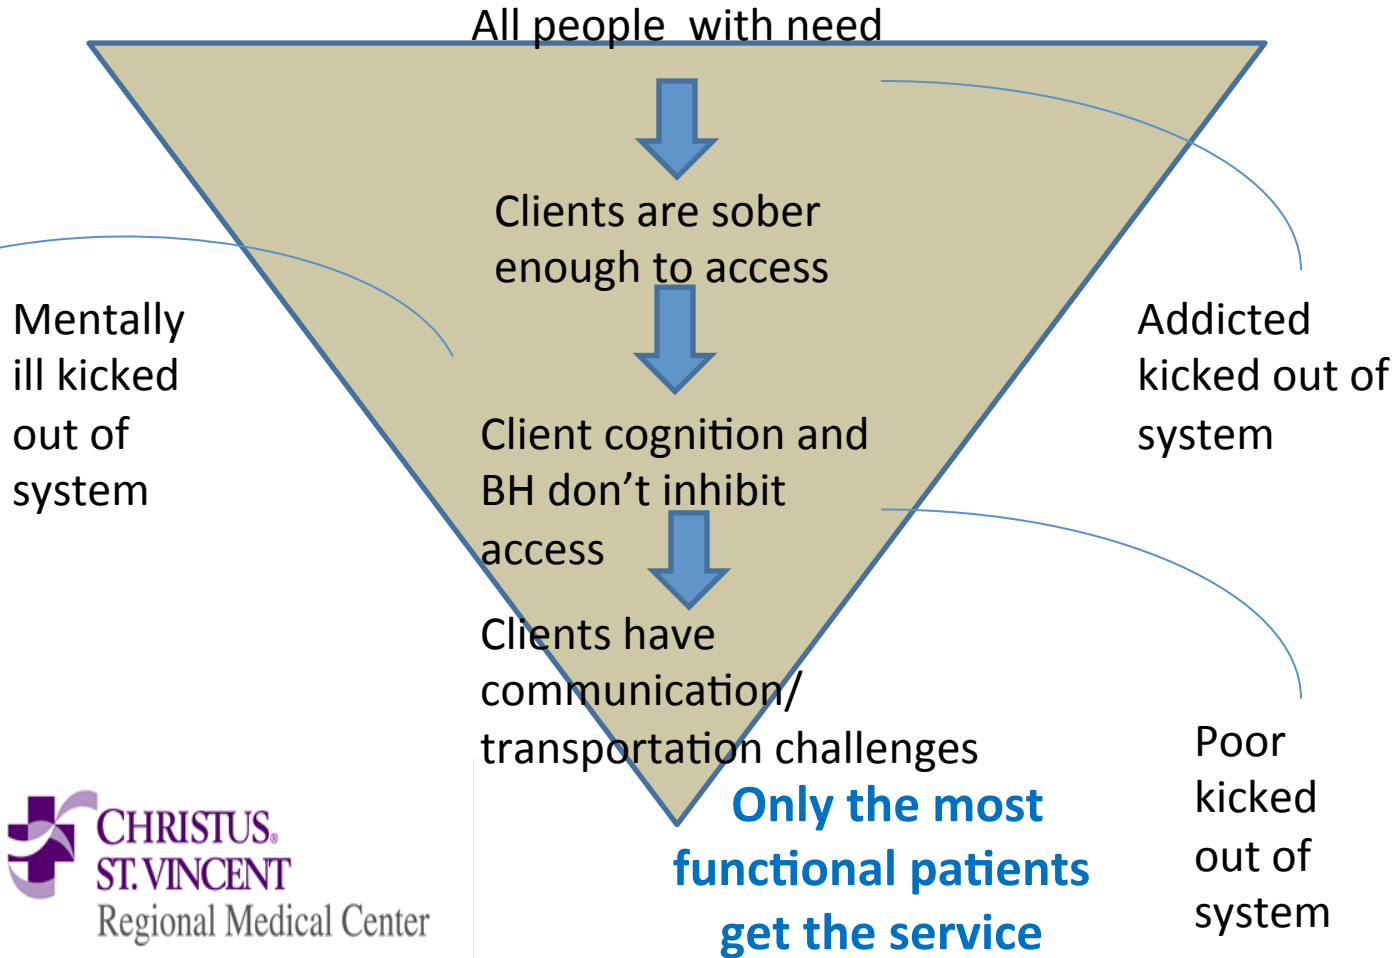 All people  with need
Clients are sober
enough to access
Mentally
ill kicked
out of
system
Addicted
kicked out of
system
Client cognition and
BH don’t inhibit
access
Clients have
communication/
transportation challenges
Poor
kicked
out of
system
Only the most
functional patients
get the service
CHRISTUS®
ST. VINCENT
Regional Medical Center